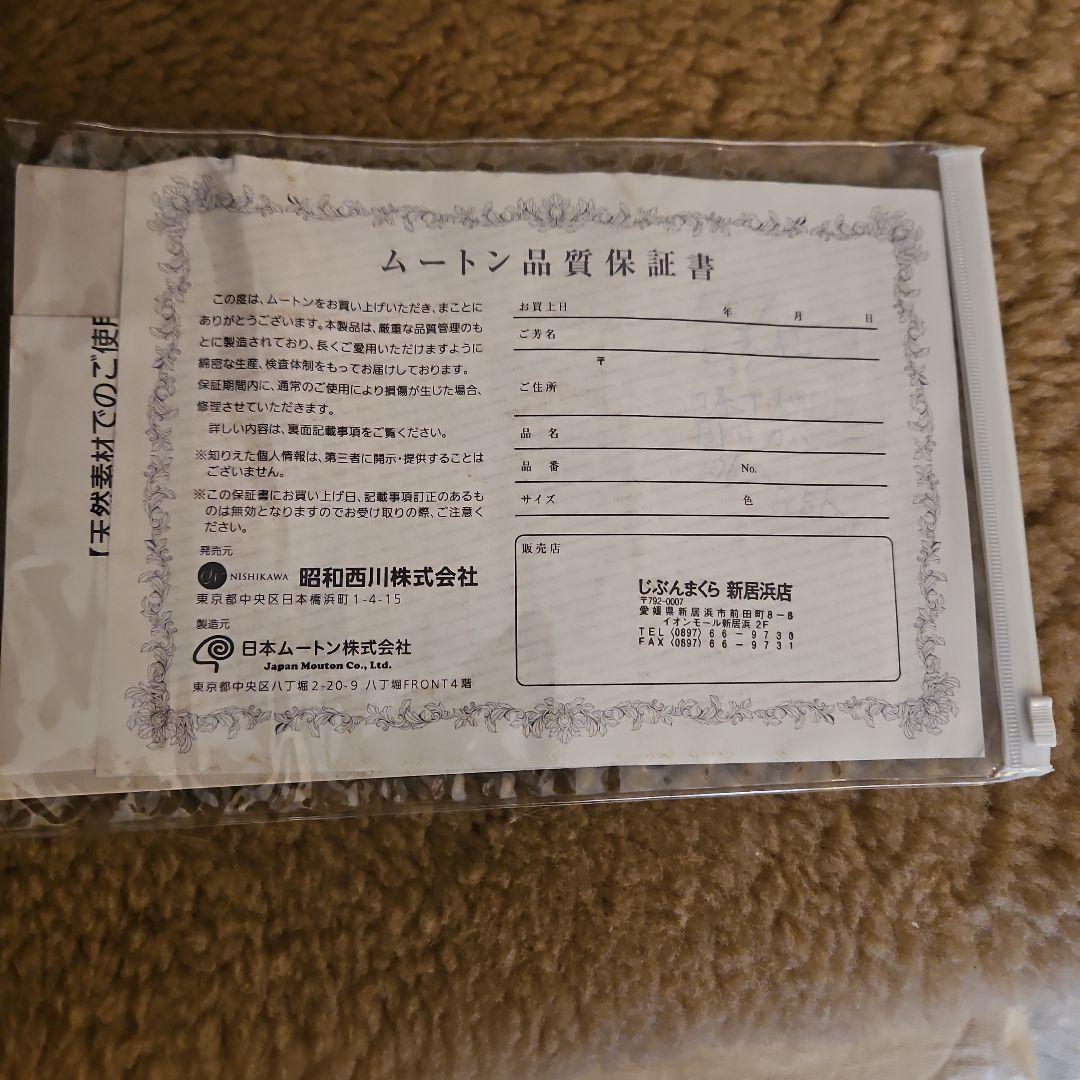 ムートン品質保証書
この度は、ムートンをお買い上げいただき、まことに
ありがとうございます。本製品は、厳重な品質管理のも
とに製造されており、長くご愛用いただけますように
綿密な生産、検査体制をもってお届けしております。
保証期間内に、通常のご使用により損傷が生じた場合、
修理させていただきます。
詳しい内容は、裏面記載事項をご覧ください。
※知りえた個人情報は、第三者に開示・提供することは
ございません。
※この保証書にお買い上げ日、記載事項訂正のあるも
のは無効となりますのでお受け取りの際、ご注意く
ださい。
発売元
NISHIKAWA 昭和西川株式会社
東京都中央区日本橋浜町1-4-15
製造元
日本ムートン株式会社
Japan Mouton Co., Ltd.
東京都中央区八丁堀2-20-9 八丁堀FRONT4階
お買上日 年 月 日
ご芳名
〒
ご住所
品名
品番 No.
サイズ 色
販売店
じぶんまくら 新居浜店
〒792-0007
愛媛県新居浜市前田町8-8
イオンモール新居浜 2F
TEL (0897) 66-9730
FAX (0897) 66-9731
【天然素材でのご使